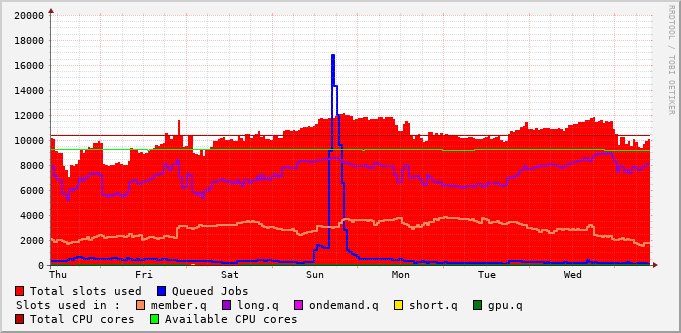 RRDTOOL / TOBI OETIKER
20000
18000
16000
14000
12000
10000
8000
6000
4000
2000
0
Thu Fri Sat Sun Mon Tue Wed
Total slots used Queued Jobs
Slots used in : member.q long.q ondemand.q short.q gpu.q
Total CPU cores Available CPU cores